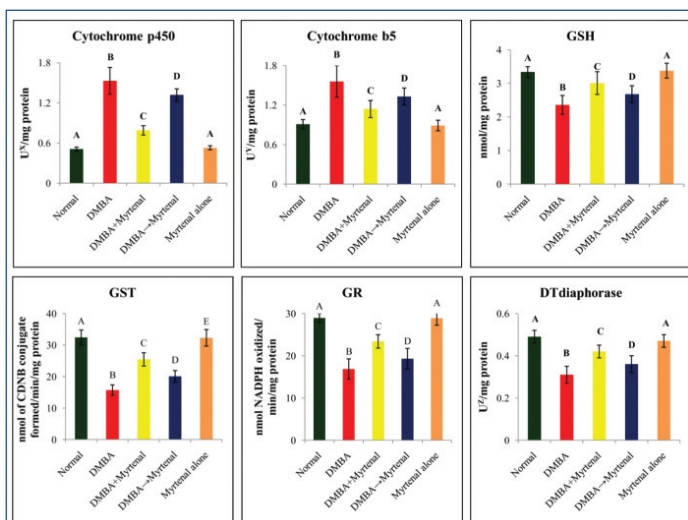 Cytochrome p450
U^X/mg protein
1.8
1.2
0.6
0
A
B
C
D
A
Normal
DMBA
DMBA+Myrtenal
DMBA→Myrtenal
Myrtenal alone
Cytochrome b5
U^Y/mg protein
1.8
1.2
0.6
0
A
B
C
D
A
Normal
DMBA
DMBA+Myrtenal
DMBA→Myrtenal
Myrtenal alone
GSH
nmol/mg protein
4
3
2
1
0
A
B
C
D
A
Normal
DMBA
DMBA+Myrtenal
DMBA→Myrtenal
Myrtenal alone
GST
nmol of CDNB conjugate
formed/min/mg protein
40
30
20
10
0
A
B
C
D
E
Normal
DMBA
DMBA+Myrtenal
DMBA→Myrtenal
Myrtenal alone
GR
nmol NADPH oxidized/
min/mg protein
30
20
10
0
A
B
C
D
A
Normal
DMBA
DMBA+Myrtenal
DMBA→Myrtenal
Myrtenal alone
DTdiaphorase
U^Z/mg protein
0.6
0.4
0.2
0
A
B
C
D
A
Normal
DMBA
DMBA+Myrtenal
DMBA→Myrtenal
Myrtenal alone